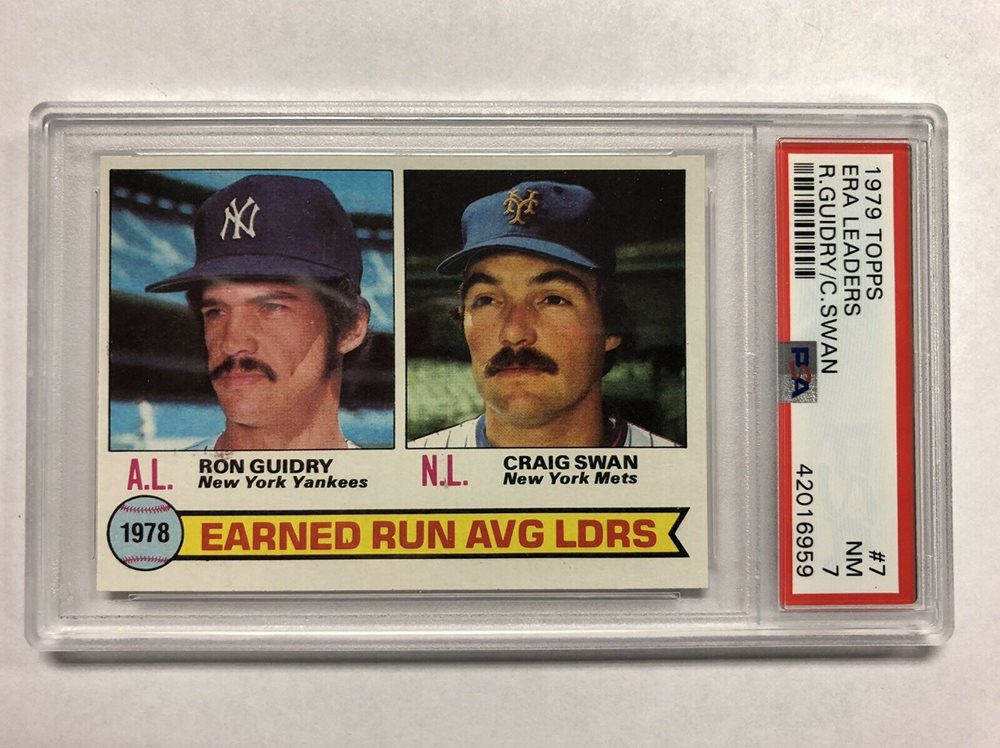 NY
NY
A.L.
RON GUIDRY
New York Yankees
N.L.
CRAIG SWAN
New York Mets
1978
EARNED RUN AVG LDRS
1979 TOPPS
ERA LEADERS
R.GUIDRY/C.SWAN
PSA
#7
NM
7
42016959